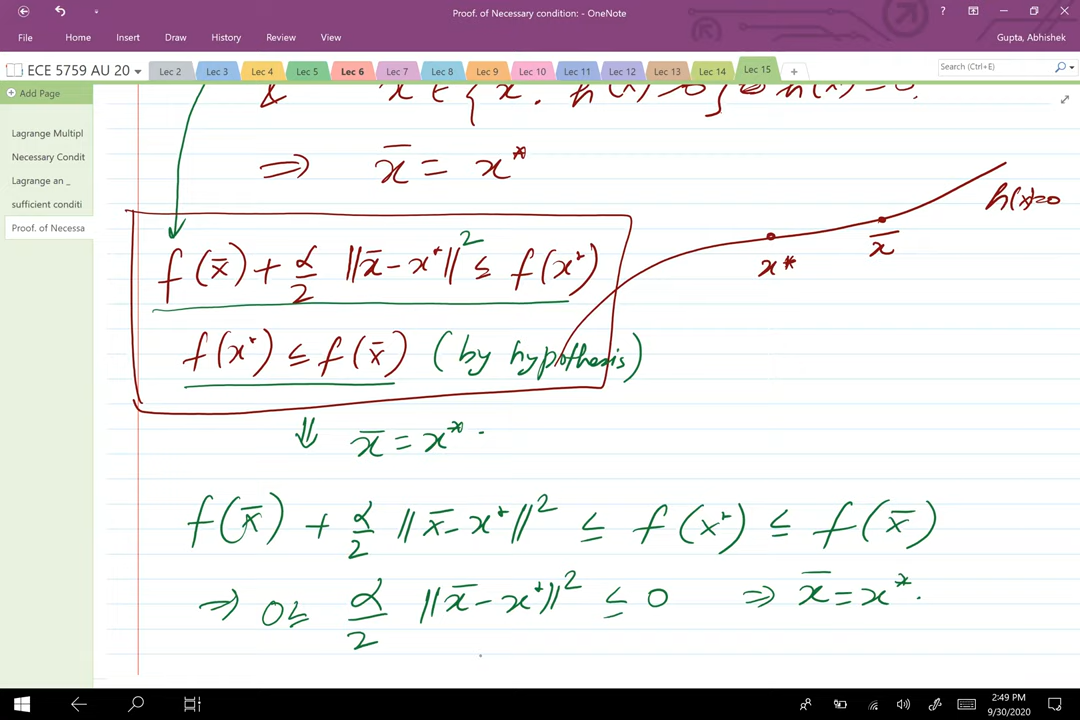 Proof. of Necessary condition: - OneNote
Gupta, Abhishek
File Home Insert Draw History Review View
ECE 5759 AU 20
Lec 2 Lec 3 Lec 4 Lec 5 Lec 6 Lec 7 Lec 8 Lec 9 Lec 10 Lec 11 Lec 12 Lec 13 Lec 14 Lec 15
Search (Ctrl+E)
Add Page
Lagrange Multipl
Necessary Condit
Lagrange an _
sufficient conditi
Proof. of Necessa
⇒ x̄ = x*
h(x)=0
x* x̄
f(x̄) + α/2 ||x̄ - x*||² ≤ f(x*)
f(x*) ≤ f(x̄) (by hypothesis)
⇓ x̄ = x*.
f(x̄) + α/2 ||x̄ - x*||² ≤ f(x*) ≤ f(x̄)
⇒ 0 ≤ α/2 ||x̄ - x*||² ≤ 0 ⇒ x̄ = x*.
2:49 PM
9/30/2020